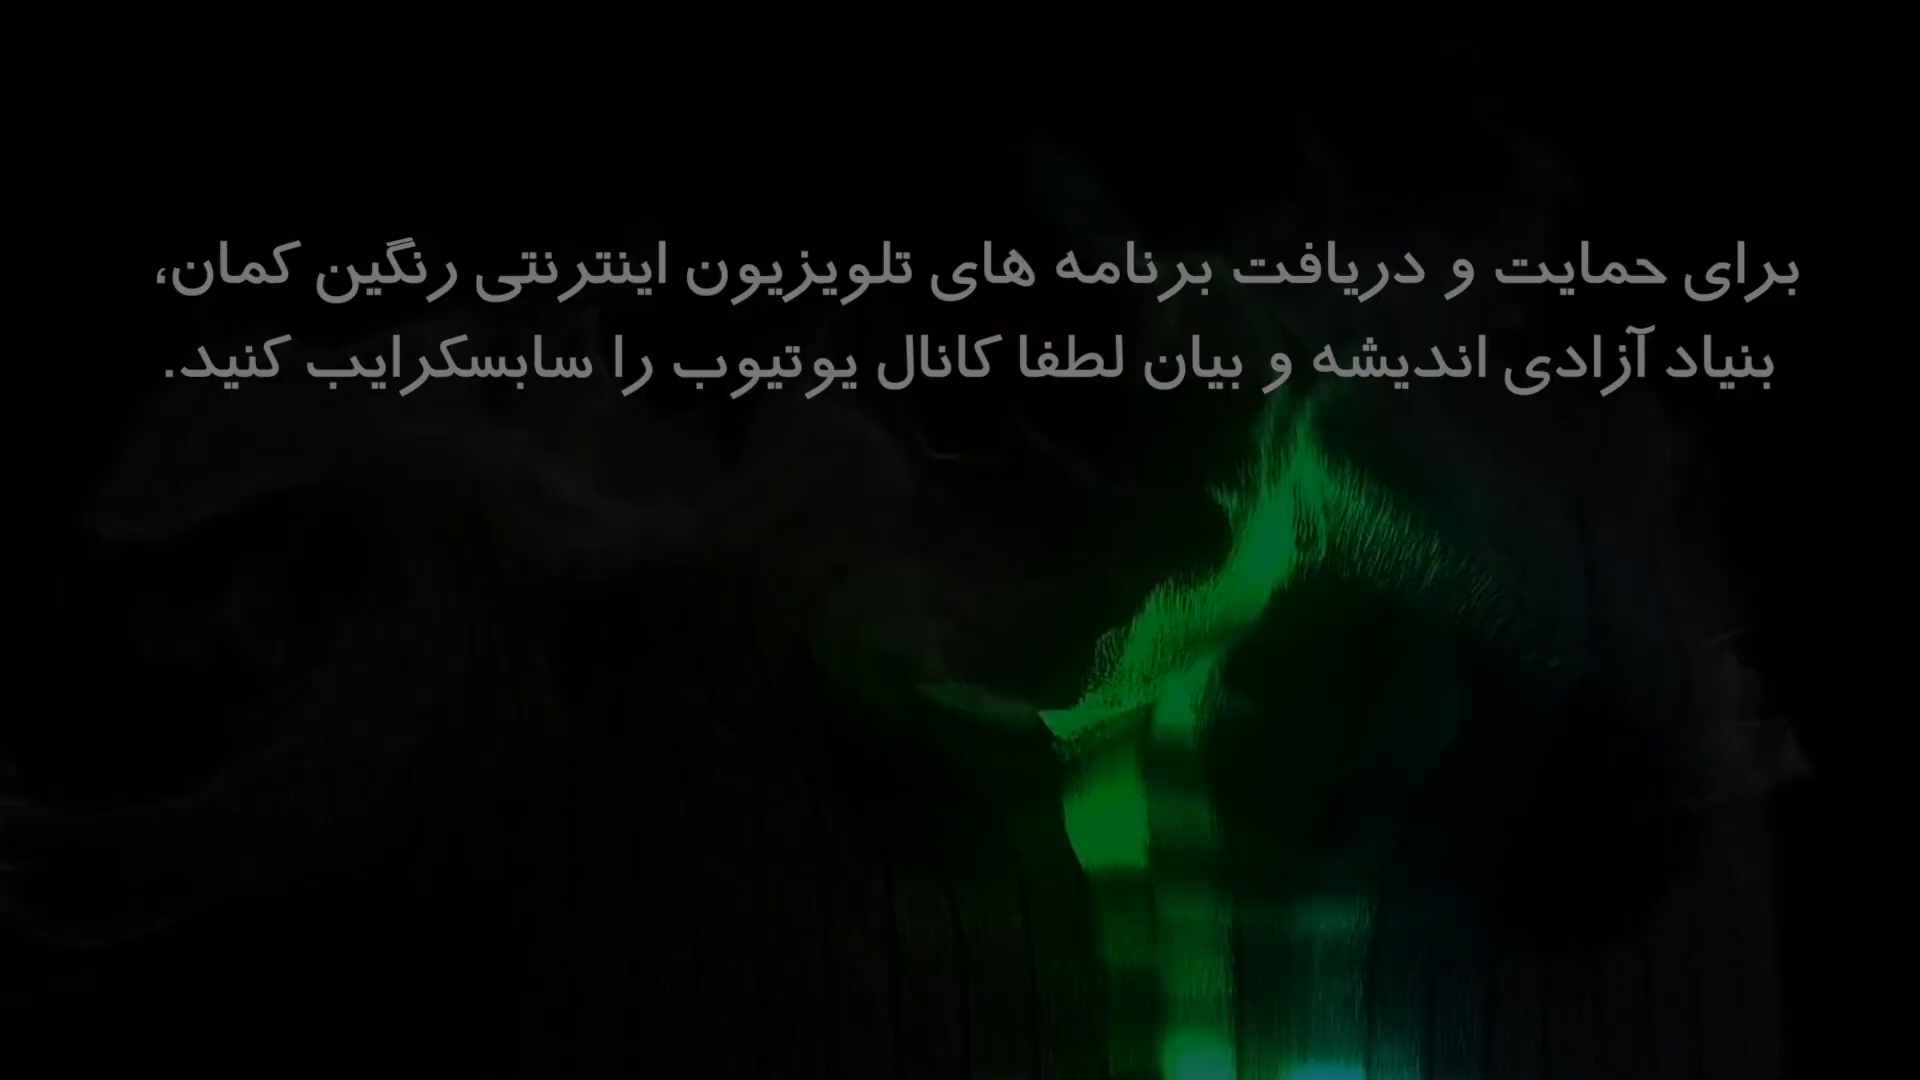 برای حمایت و دریافت برنامه های تلویزیون اینترنتی رنگین کمان،
بنیاد آزادی اندیشه و بیان لطفا کانال یوتیوب را سابسکرایب کنید.